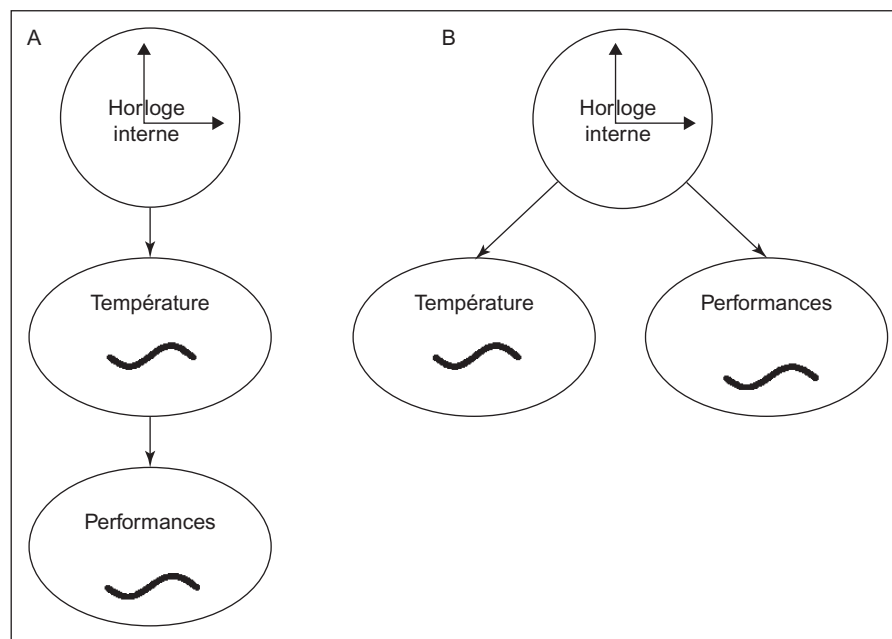 A
Horloge
interne
Température
Performances
B
Horloge
interne
Température
Performances